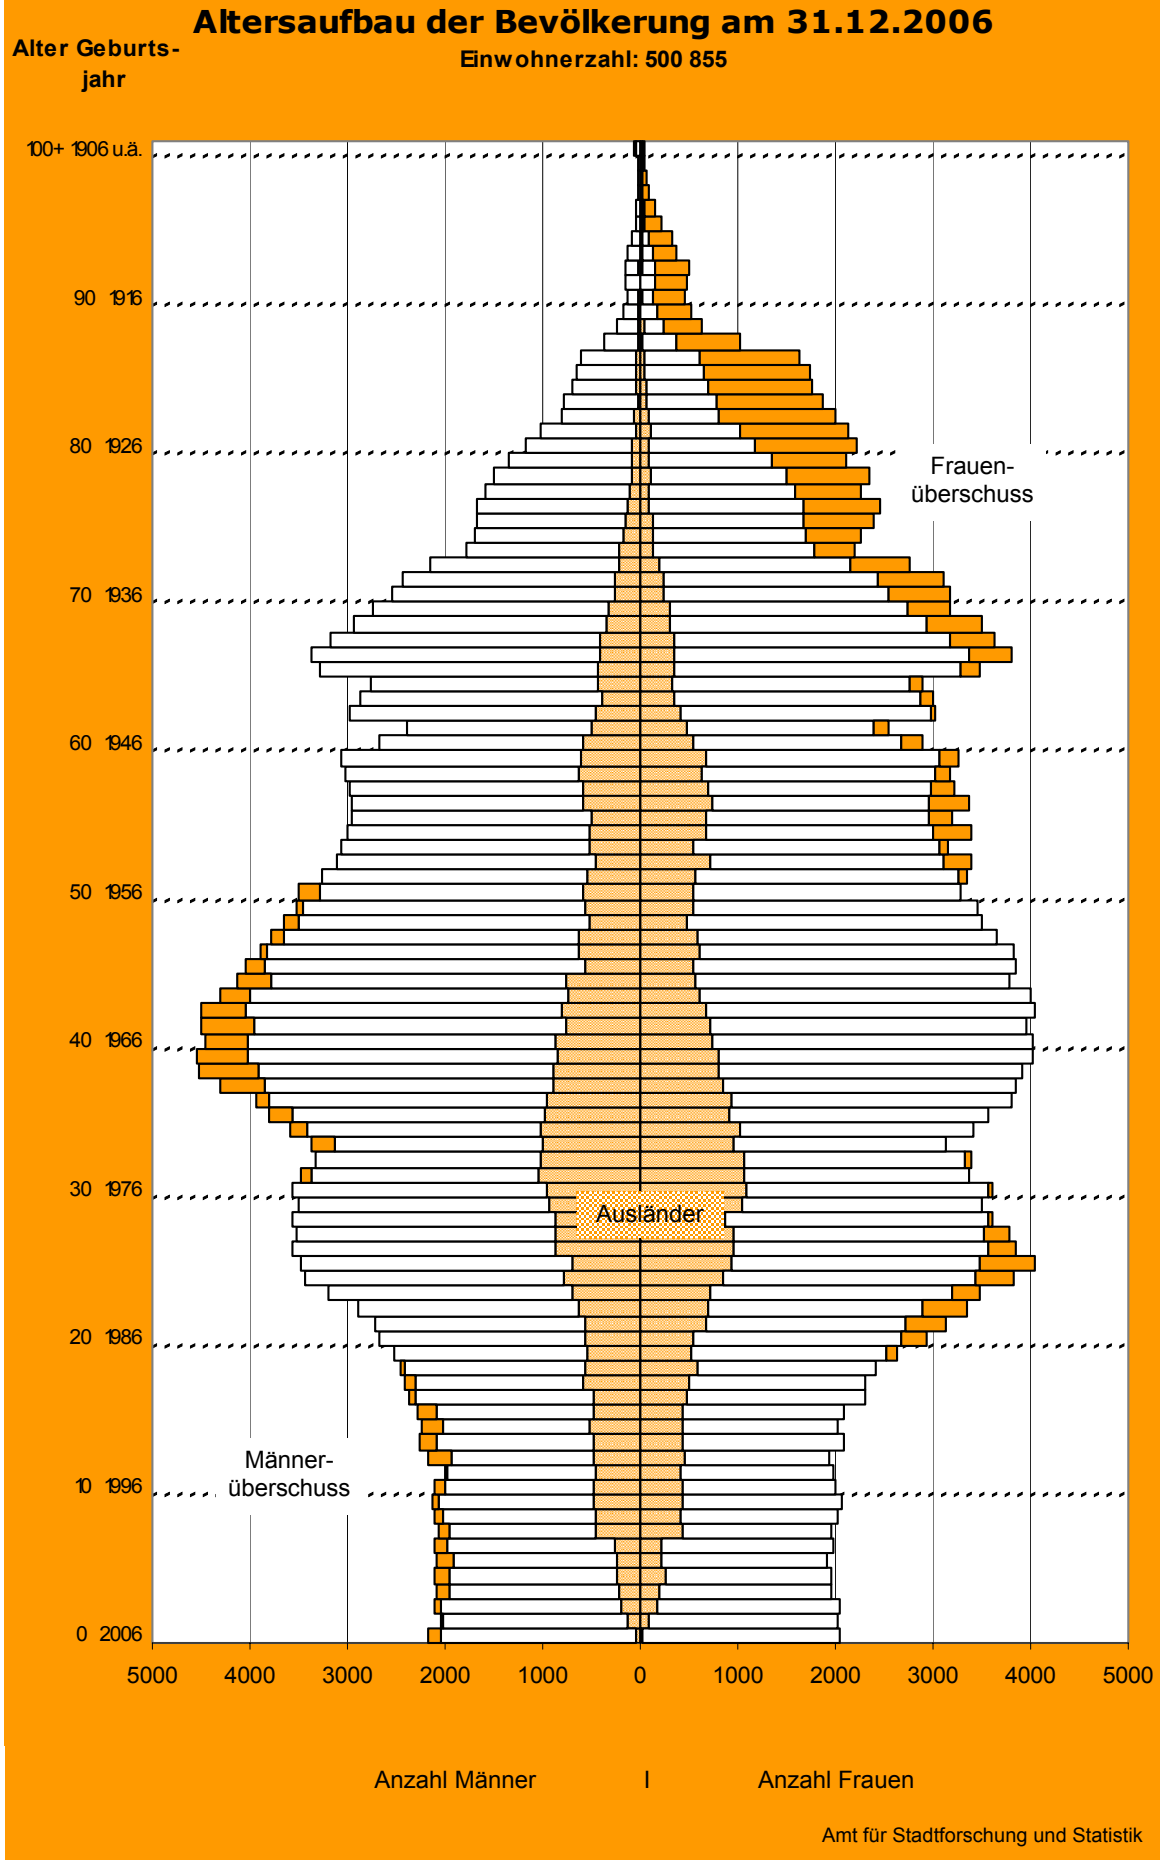 Altersaufbau der Bevölkerung am 31.12.2006
Einwohnerzahl: 500 855
Alter Geburts-
jahr
100+ 1906 u.ä.
90 1916
80 1926
Frauen-
überschuss
70 1936
60 1946
50 1956
40 1966
30 1976
Ausländer
20 1986
Männer-
überschuss
10 1996
0 2006
5000 4000 3000 2000 1000 0 1000 2000 3000 4000 5000
Anzahl Männer I Anzahl Frauen
Amt für Stadtforschung und Statistik